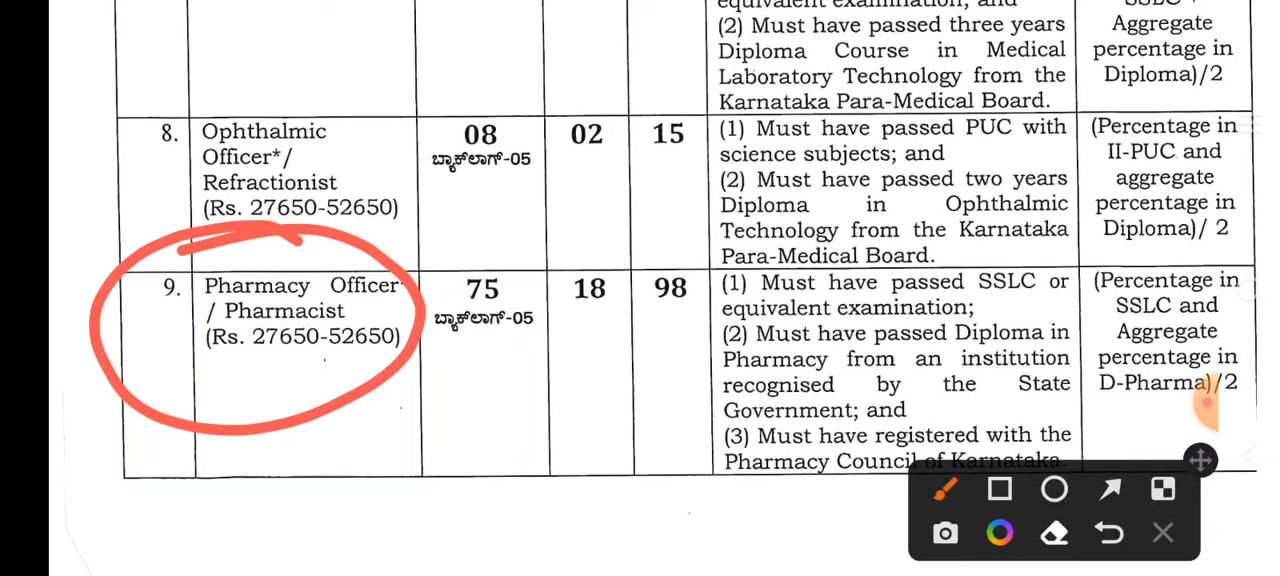 equivalent examination; and
(2) Must have passed three years
Diploma Course in Medical
Laboratory Technology from the
Karnataka Para-Medical Board.
SSLC +
Aggregate
percentage in
Diploma)/2
8.
Ophthalmic
Officer*/
Refractionist
(Rs. 27650-52650)
08
ಬ್ಯಾಕ್‌ಲಾಗ್-05
02
15
(1) Must have passed PUC with
science subjects; and
(2) Must have passed two years
Diploma in Ophthalmic
Technology from the Karnataka
Para-Medical Board.
(Percentage in
II-PUC and
aggregate
percentage in
Diploma)/ 2
9.
Pharmacy Officer
/ Pharmacist
(Rs. 27650-52650)
75
ಬ್ಯಾಕ್‌ಲಾಗ್-05
18
98
(1) Must have passed SSLC or
equivalent examination;
(2) Must have passed Diploma in
Pharmacy from an institution
recognised by the State
Government; and
(3) Must have registered with the
Pharmacy Council of Karnataka.
(Percentage in
SSLC and
Aggregate
percentage in
D-Pharma)/2